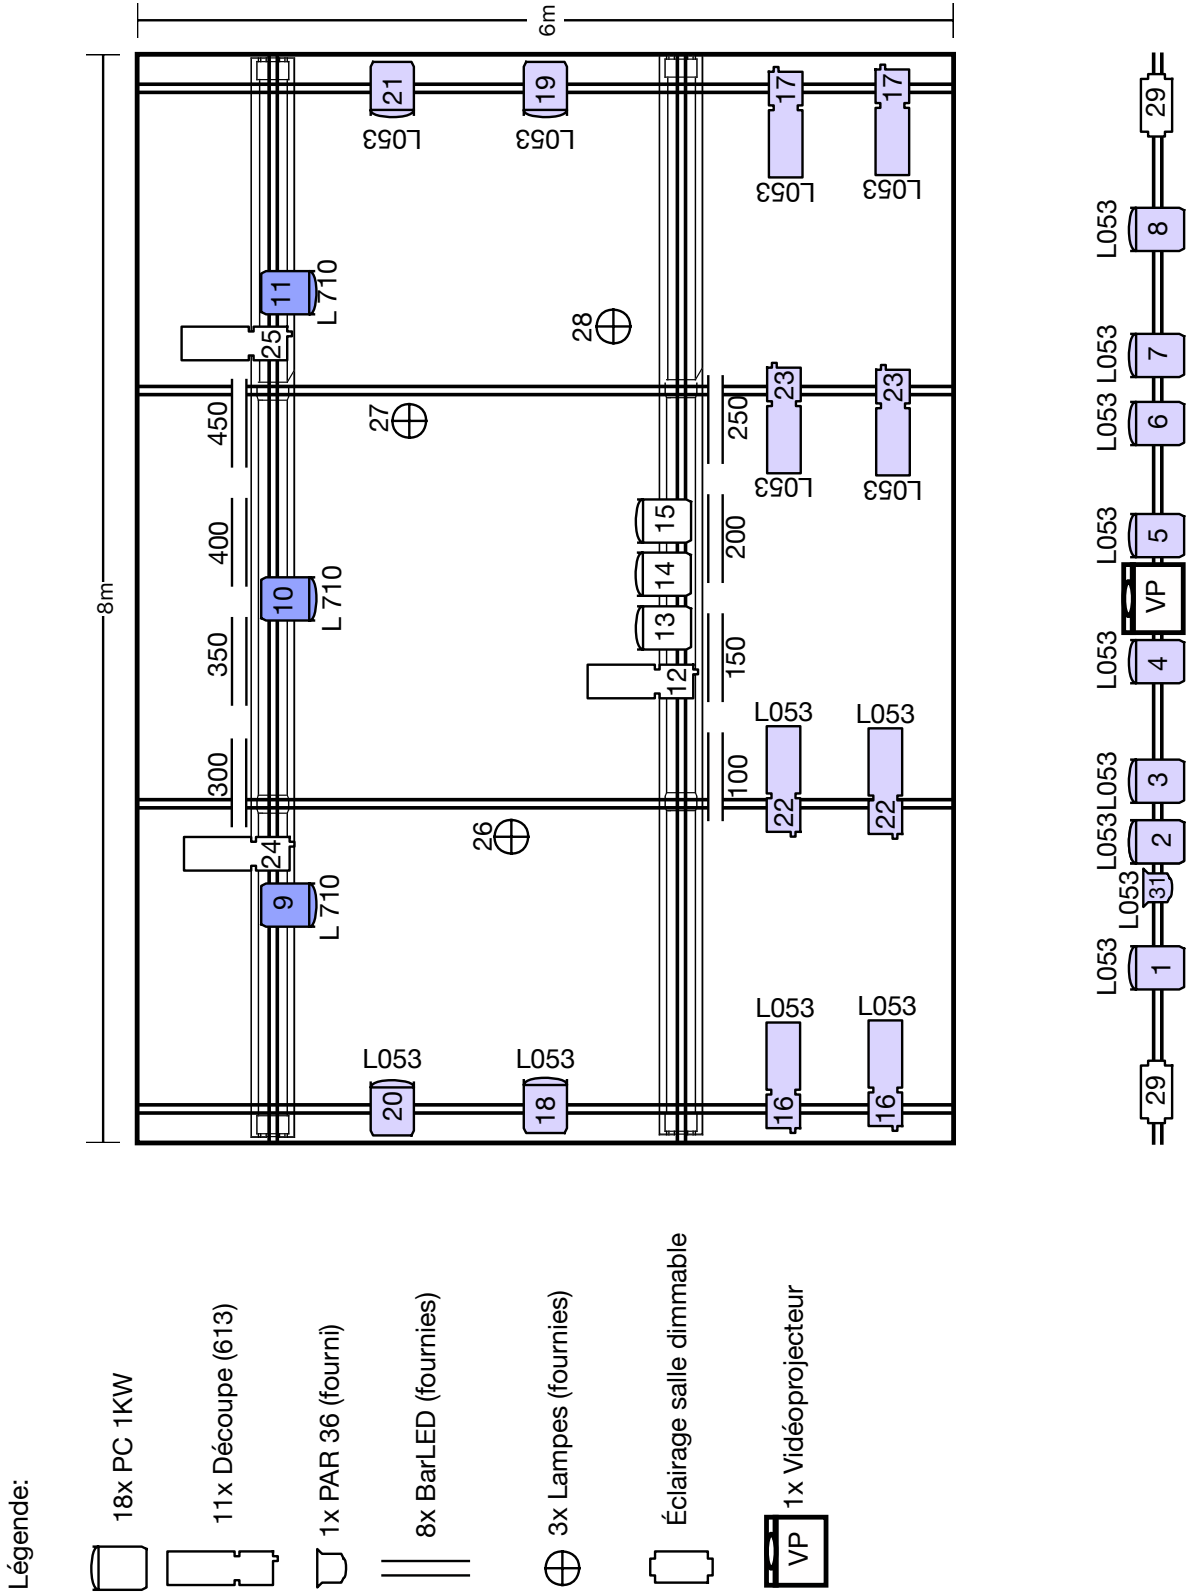 Légende:
18x PC 1KW
11x Découpe (613)
1x PAR 36 (fourni)
8x BarLED (fournies)
3x Lampes (fournies)
Éclairage salle dimmable
VP
1x Vidéoprojecteur
8m
6m
300
350
400
450
24
25
9
10
11
L 710
L 710
L 710
20
L053
L053
21
27
26
18
L053
L053
19
28
12
13
14
15
100
150
200
250
16
L053
22
L053
L053
23
L053
17
16
L053
22
L053
L053
23
L053
17
L053
L053
L053
L053
L053
L053
L053
L053
L053
29
1
31
2
3
4
VP
5
6
7
8
29